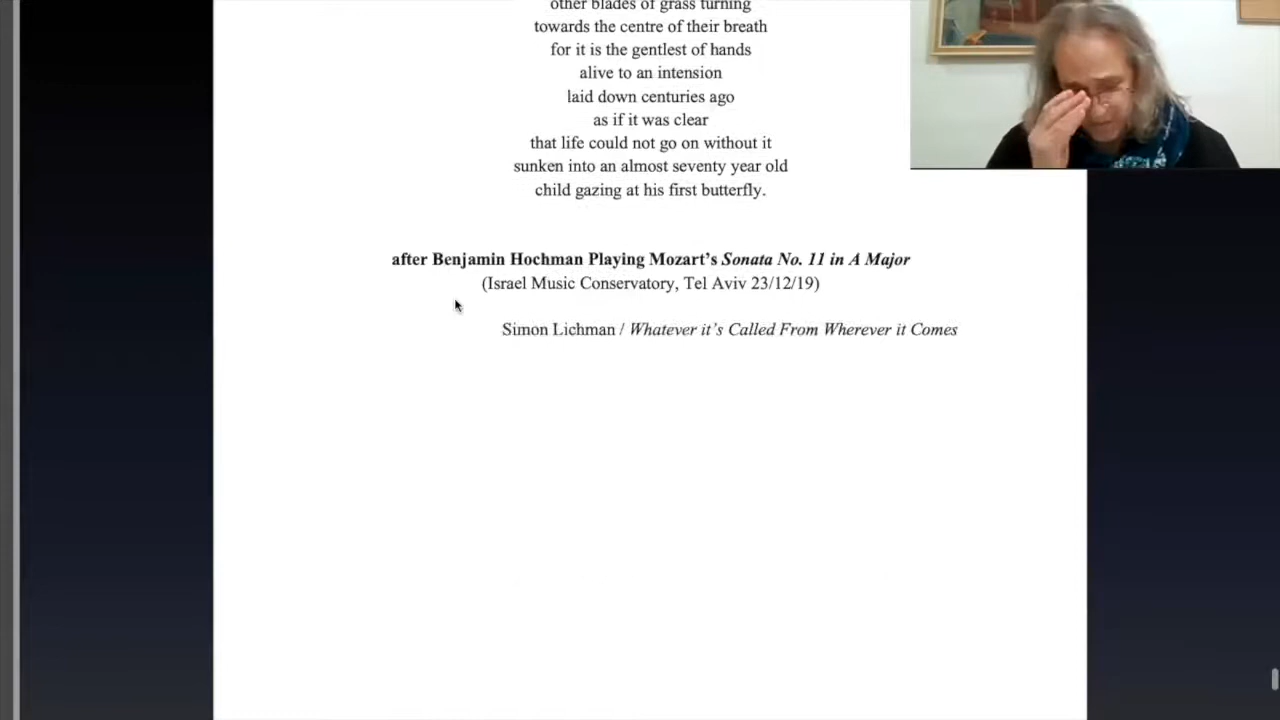 other blades of grass turning
towards the centre of their breath
for it is the gentlest of hands
alive to an intension
laid down centuries ago
as if it was clear
that life could not go on without it
sunken into an almost seventy year old
child gazing at his first butterfly.
after Benjamin Hochman Playing Mozart's Sonata No. 11 in A Major
(Israel Music Conservatory, Tel Aviv 23/12/19)
Simon Lichman / Whatever it's Called From Wherever it Comes